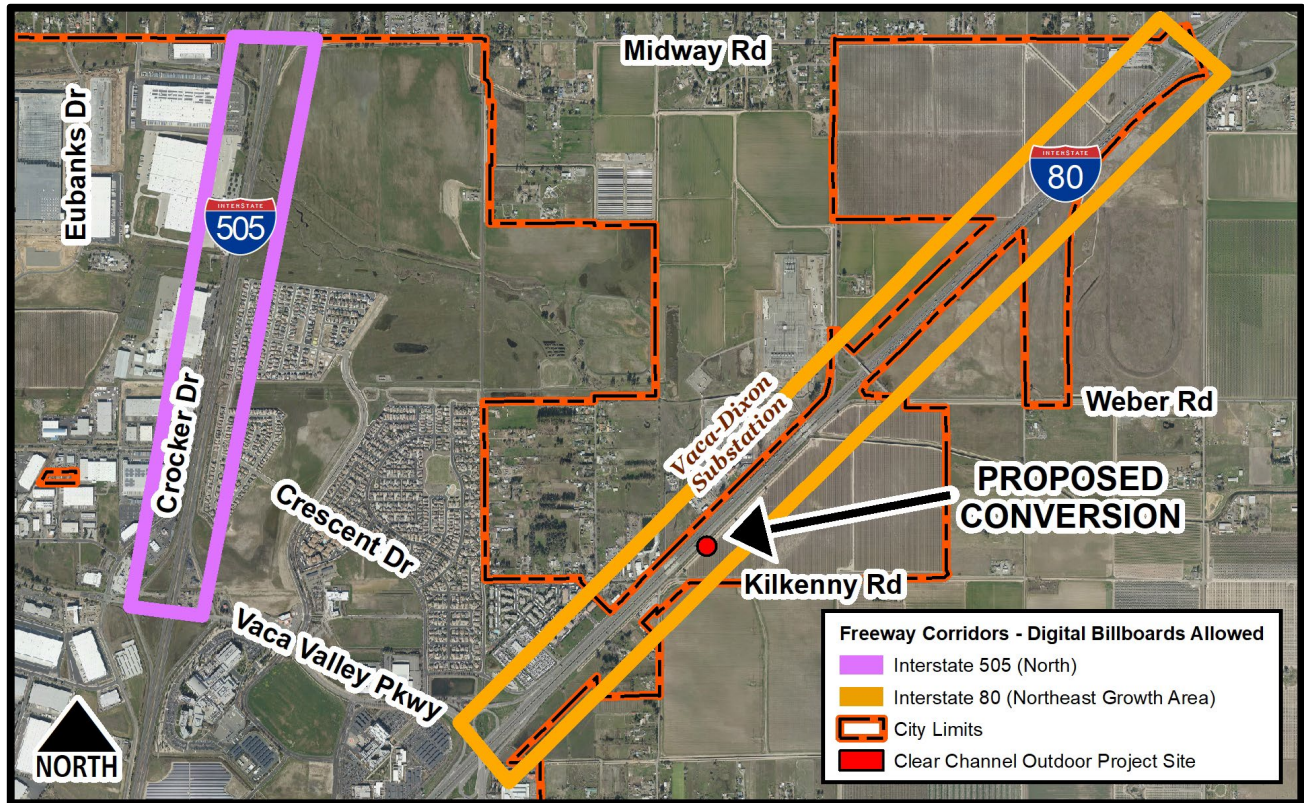 Midway Rd
Eubanks Dr
INTERSTATE
505
INTERSTATE
80
Crocker Dr
Vaca-Dixon
Substation
Weber Rd
Crescent Dr
PROPOSED
CONVERSION
Kilkenny Rd
Vaca Valley Pkwy
NORTH
Freeway Corridors - Digital Billboards Allowed
Interstate 505 (North)
Interstate 80 (Northeast Growth Area)
City Limits
Clear Channel Outdoor Project Site